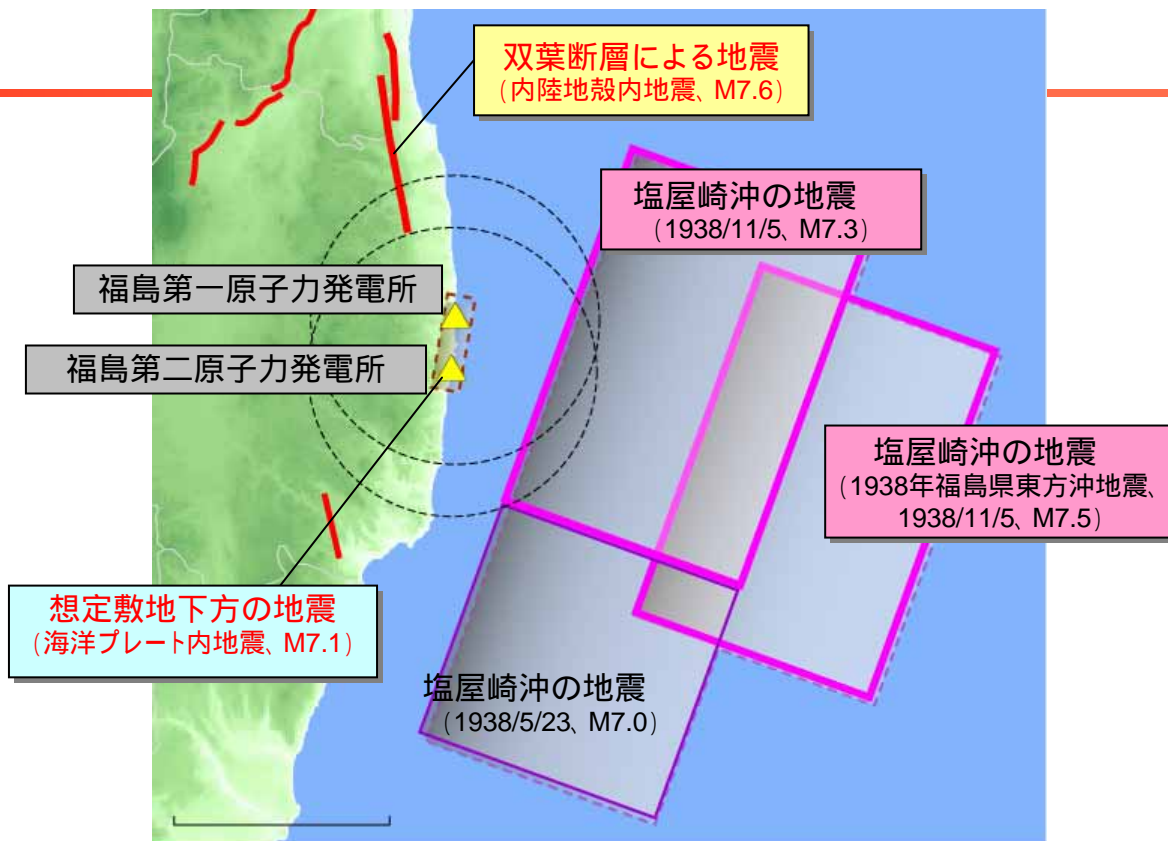 双葉断層による地震
(内陸地殻内地震、M7.6)
塩屋崎沖の地震
(1938/11/5、M7.3)
福島第一原子力発電所
福島第二原子力発電所
塩屋崎沖の地震
(1938年福島県東方沖地震、
1938/11/5、M7.5)
想定敷地下方の地震
(海洋プレート内地震、M7.1)
塩屋崎沖の地震
(1938/5/23、M7.0)